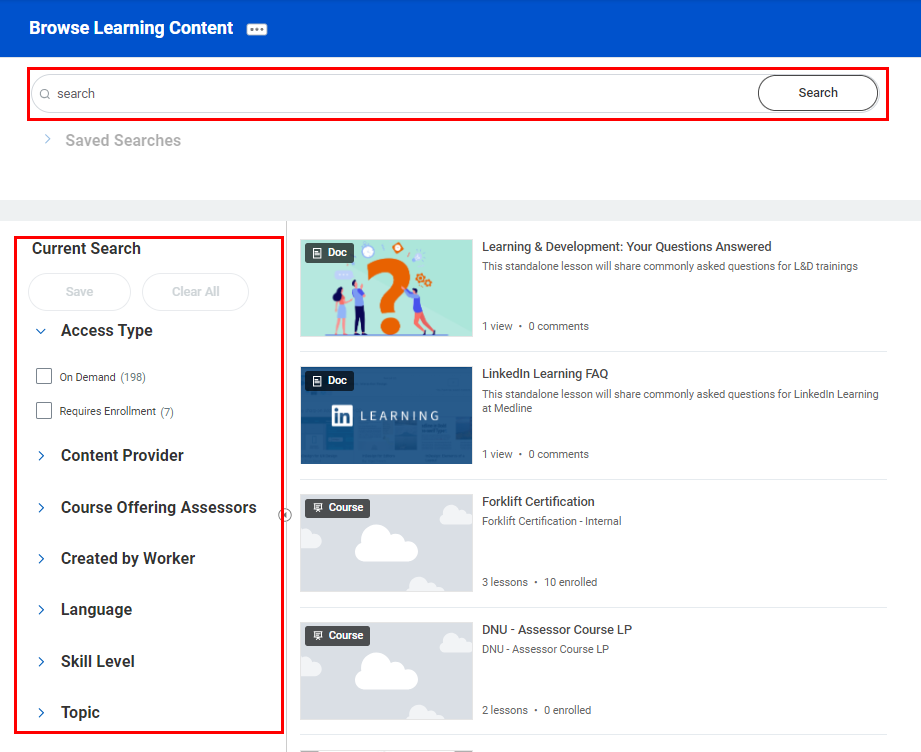 Browse Learning Content
search
Search
Saved Searches
Current Search
Save
Clear All
Access Type
On Demand (198)
Requires Enrollment (7)
Content Provider
Course Offering Assessors
Created by Worker
Language
Skill Level
Topic
Doc
Learning & Development: Your Questions Answered
This standalone lesson will share commonly asked questions for L&D trainings
1 view • 0 comments
Doc
in LEARNING
LinkedIn Learning FAQ
This standalone lesson will share commonly asked questions for LinkedIn Learning
at Medline
1 view • 0 comments
Course
Forklift Certification
Forklift Certification - Internal
3 lessons • 10 enrolled
Course
DNU - Assessor Course LP
DNU - Assessor Course LP
2 lessons • 0 enrolled